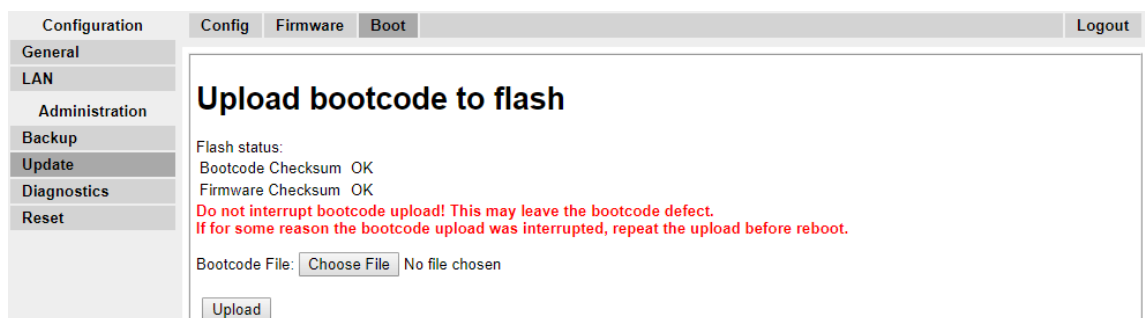 Configuration
Config Firmware Boot Logout
General
LAN
Administration
Backup
Update
Diagnostics
Reset
Upload bootcode to flash
Flash status:
Bootcode Checksum OK
Firmware Checksum OK
Do not interrupt bootcode upload! This may leave the bootcode defect.
If for some reason the bootcode upload was interrupted, repeat the upload before reboot.
Bootcode File: Choose File No file chosen
Upload